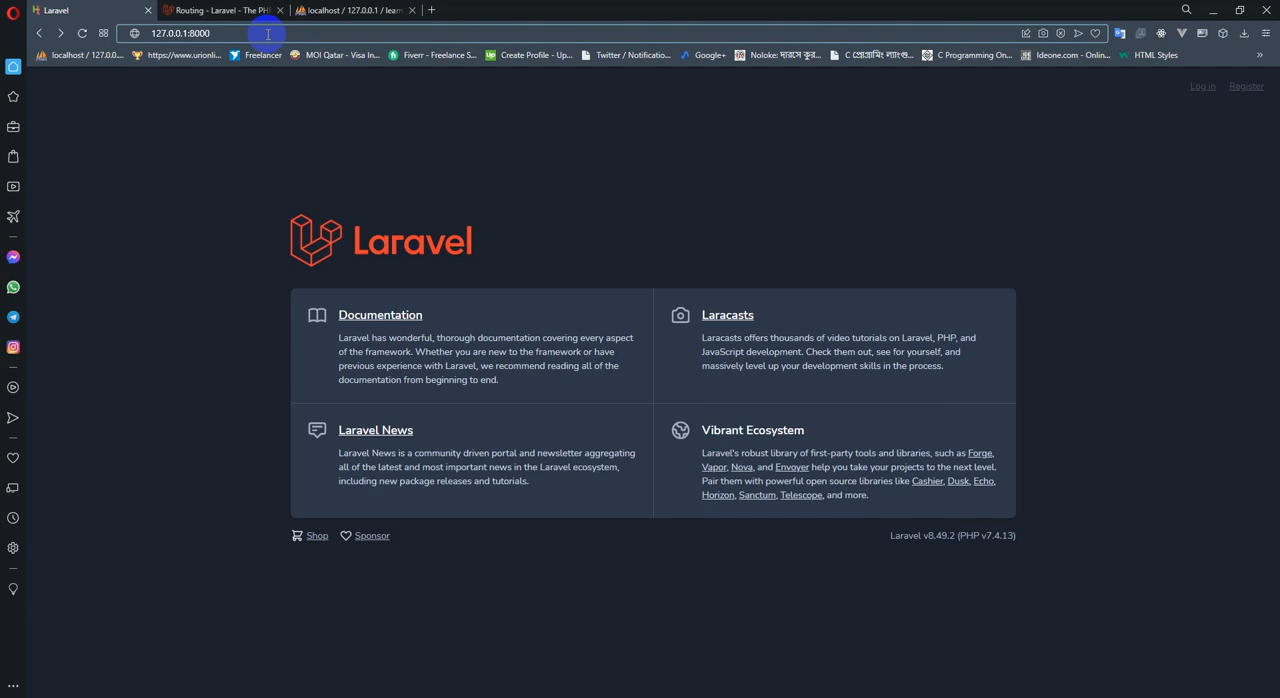 Laravel
Routing - Laravel - The PH
localhost / 127.0.0.1 / learn
127.0.0.1:8000
localhost / 127.0.0....
https://www.urionli...
Freelancer
MOI Qatar - Visa In...
Fiverr - Freelance S...
Create Profile - Up...
Twitter / Notificatio...
Google+
Noloke: দারসে কুর...
C প্রোগ্রামিং ল্যাংগু...
C Programming On...
Ideone.com - Onlin...
HTML Styles
Log in
Register
Laravel
Documentation
Laravel has wonderful, thorough documentation covering every aspect
of the framework. Whether you are new to the framework or have
previous experience with Laravel, we recommend reading all of the
documentation from beginning to end.
Laracasts
Laracasts offers thousands of video tutorials on Laravel, PHP, and
JavaScript development. Check them out, see for yourself, and
massively level up your development skills in the process.
Laravel News
Laravel News is a community driven portal and newsletter aggregating
all of the latest and most important news in the Laravel ecosystem,
including new package releases and tutorials.
Vibrant Ecosystem
Laravel's robust library of first-party tools and libraries, such as Forge,
Vapor, Nova, and Envoyer help you take your projects to the next level.
Pair them with powerful open source libraries like Cashier, Dusk, Echo,
Horizon, Sanctum, Telescope, and more.
Shop
Sponsor
Laravel v8.49.2 (PHP v7.4.13)